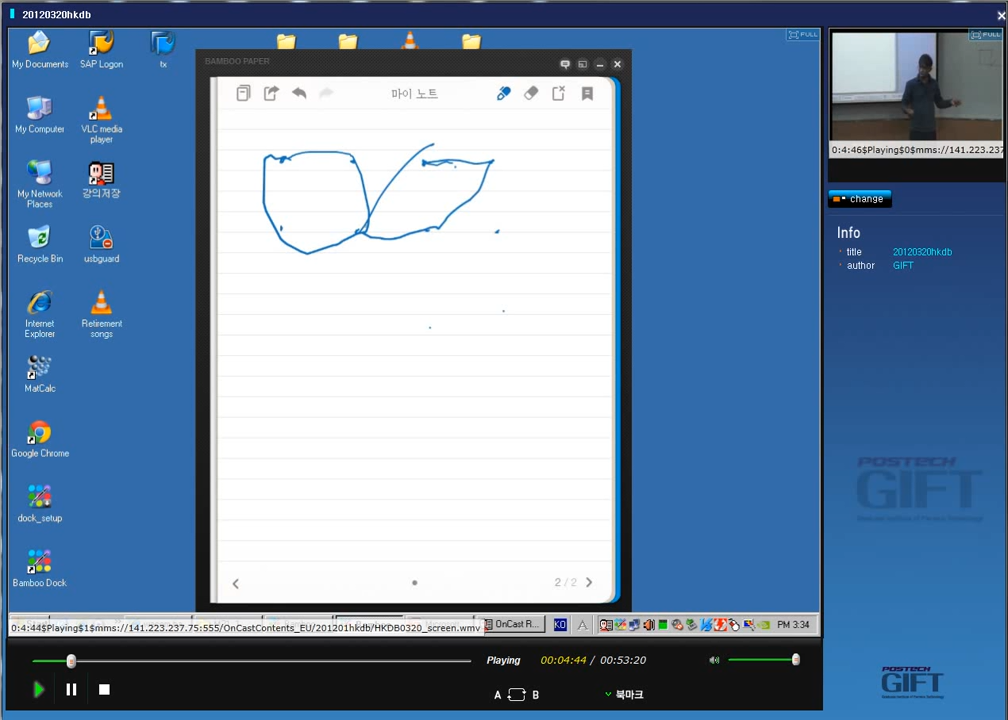 20120320hkdb
FULL
FULL
My Documents
SAP Logon
tx
My Computer
VLC media player
My Network Places
강의저장
Recycle Bin
usbguard
Internet Explorer
Retirement songs
MatCalc
Google Chrome
dock_setup
Bamboo Dock
BAMBOO PAPER
마이 노트
2 / 2
0:4:46$Playing$0$mms://141.223.237
change
Info
title 20120320hkdb
author GIFT
POSTECH
GIFT
0:4:44$Playing$1$mms://141.223.237.75:555/OnCastContents_EU/201201hkdb/HKDB0320_screen.wmv
OnCast R...
KO
A
PM 3:34
Playing 00:04:44 / 00:53:20
A B
북마크
POSTECH
GIFT